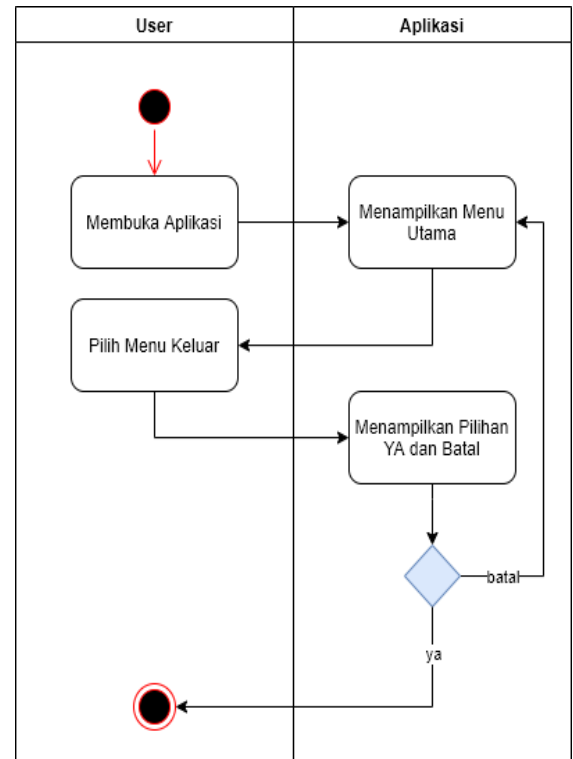 User
Aplikasi
Membuka Aplikasi
Menampilkan Menu
Utama
Pilih Menu Keluar
Menampilkan Pilihan
YA dan Batal
batal
ya